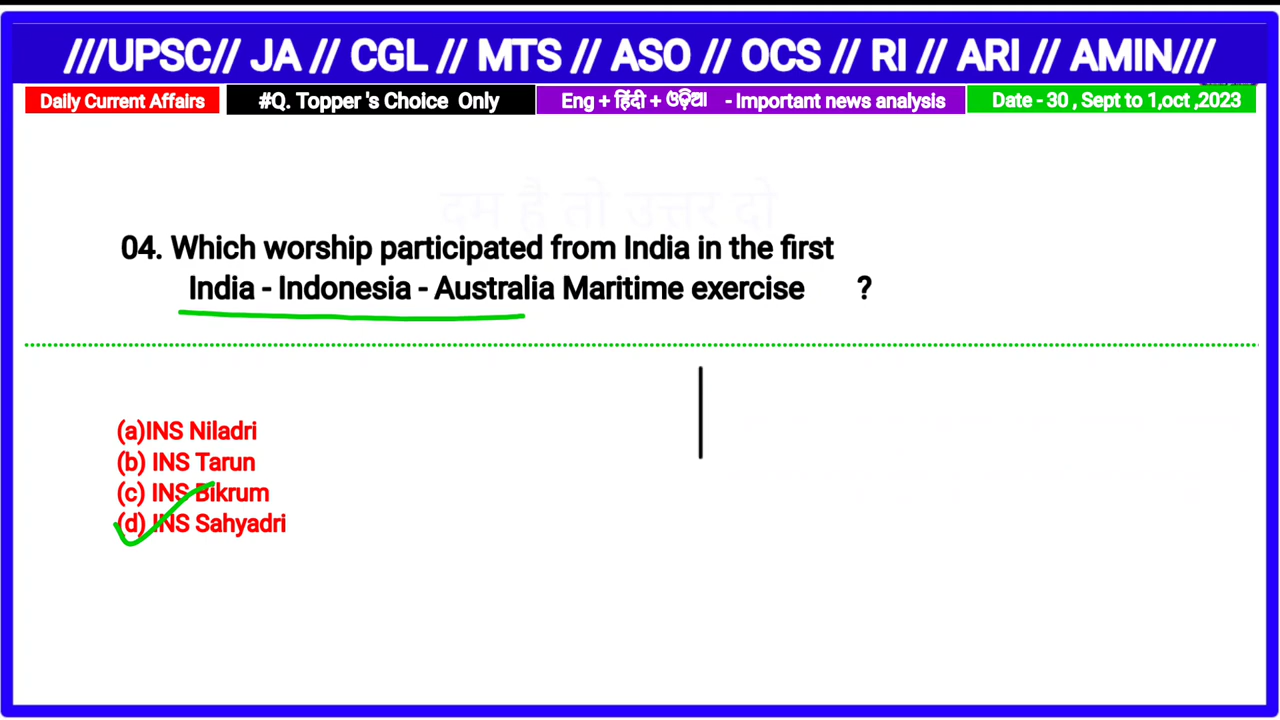 ///UPSC// JA // CGL // MTS // ASO // OCS // RI // ARI // AMIN///
Daily Current Affairs #Q. Topper 's Choice Only Eng + हिंदी + ଓଡ଼ିଆ - Important news analysis Date - 30 , Sept to 1,oct ,2023
दम है तो उत्तर दो
04. Which worship participated from India in the first
India - Indonesia - Australia Maritime exercise ?
(a)INS Niladri
(b) INS Tarun
(c) INS Bikrum
(d) INS Sahyadri